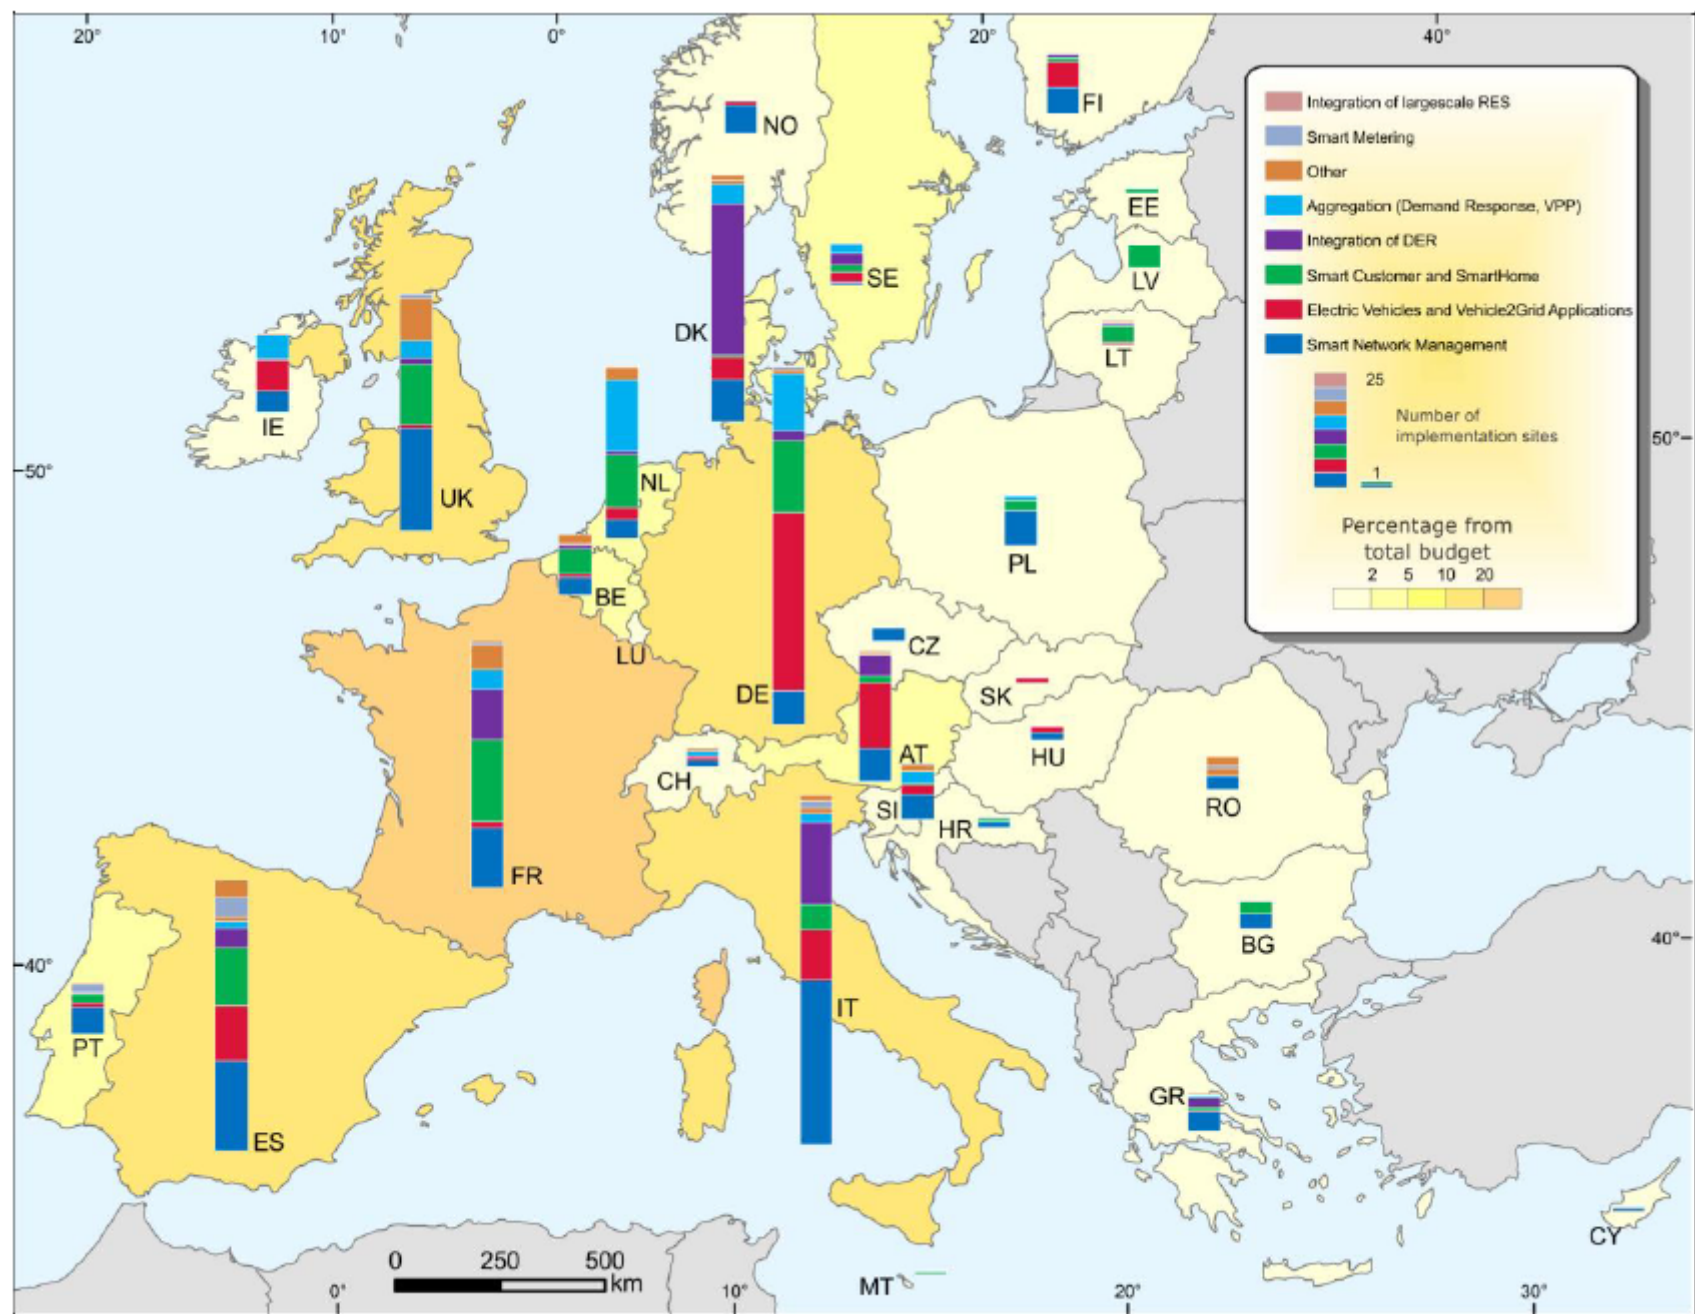 20°
10°
0°
20°
40°
FI
NO
EE
LV
LT
SE
DK
IE
UK
NL
BE
LU
DE
PL
CZ
SK
AT
HU
CH
SI
HR
RO
FR
BG
IT
ES
PT
GR
CY
MT
50°
50°
40°
40°
Integration of largescale RES
Smart Metering
Other
Aggregation (Demand Response, VPP)
Integration of DER
Smart Customer and SmartHome
Electric Vehicles and Vehicle2Grid Applications
Smart Network Management
25
Number of
implementation sites
1
Percentage from
total budget
2 5 10 20
0 250 500
km
0°
10°
20°
30°